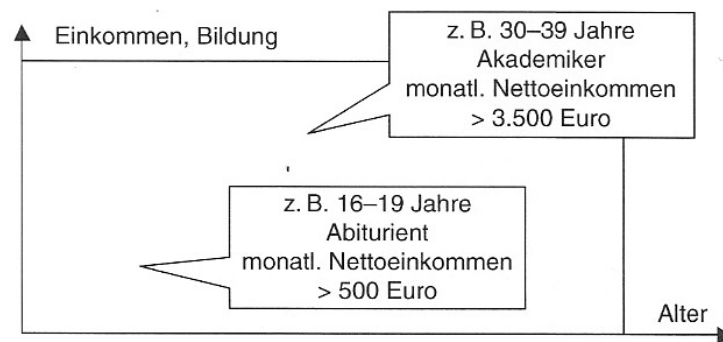 Einkommen, Bildung
z. B. 30–39 Jahre
Akademiker
monatl. Nettoeinkommen
> 3.500 Euro
z. B. 16–19 Jahre
Abiturient
monatl. Nettoeinkommen
> 500 Euro
Alter